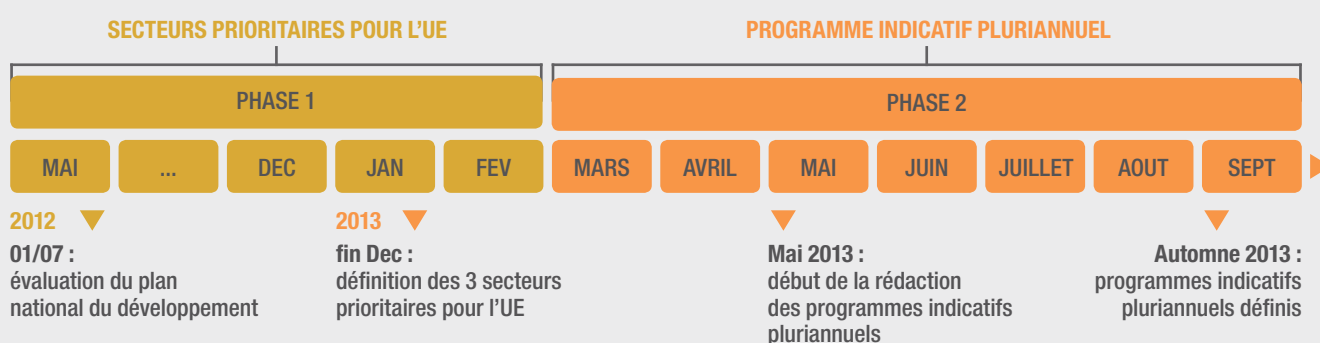 SECTEURS PRIORITAIRES POUR L'UE
PROGRAMME INDICATIF PLURIANNUEL
PHASE 1
PHASE 2
MAI
...
DEC
JAN
FEV
MARS
AVRIL
MAI
JUIN
JUILLET
AOUT
SEPT
2012
01/07 :
évaluation du plan
national du développement
2013
fin Dec :
définition des 3 secteurs
prioritaires pour l'UE
Mai 2013 :
début de la rédaction
des programmes indicatifs
pluriannuels
Automne 2013 :
programmes indicatifs
pluriannuels définis